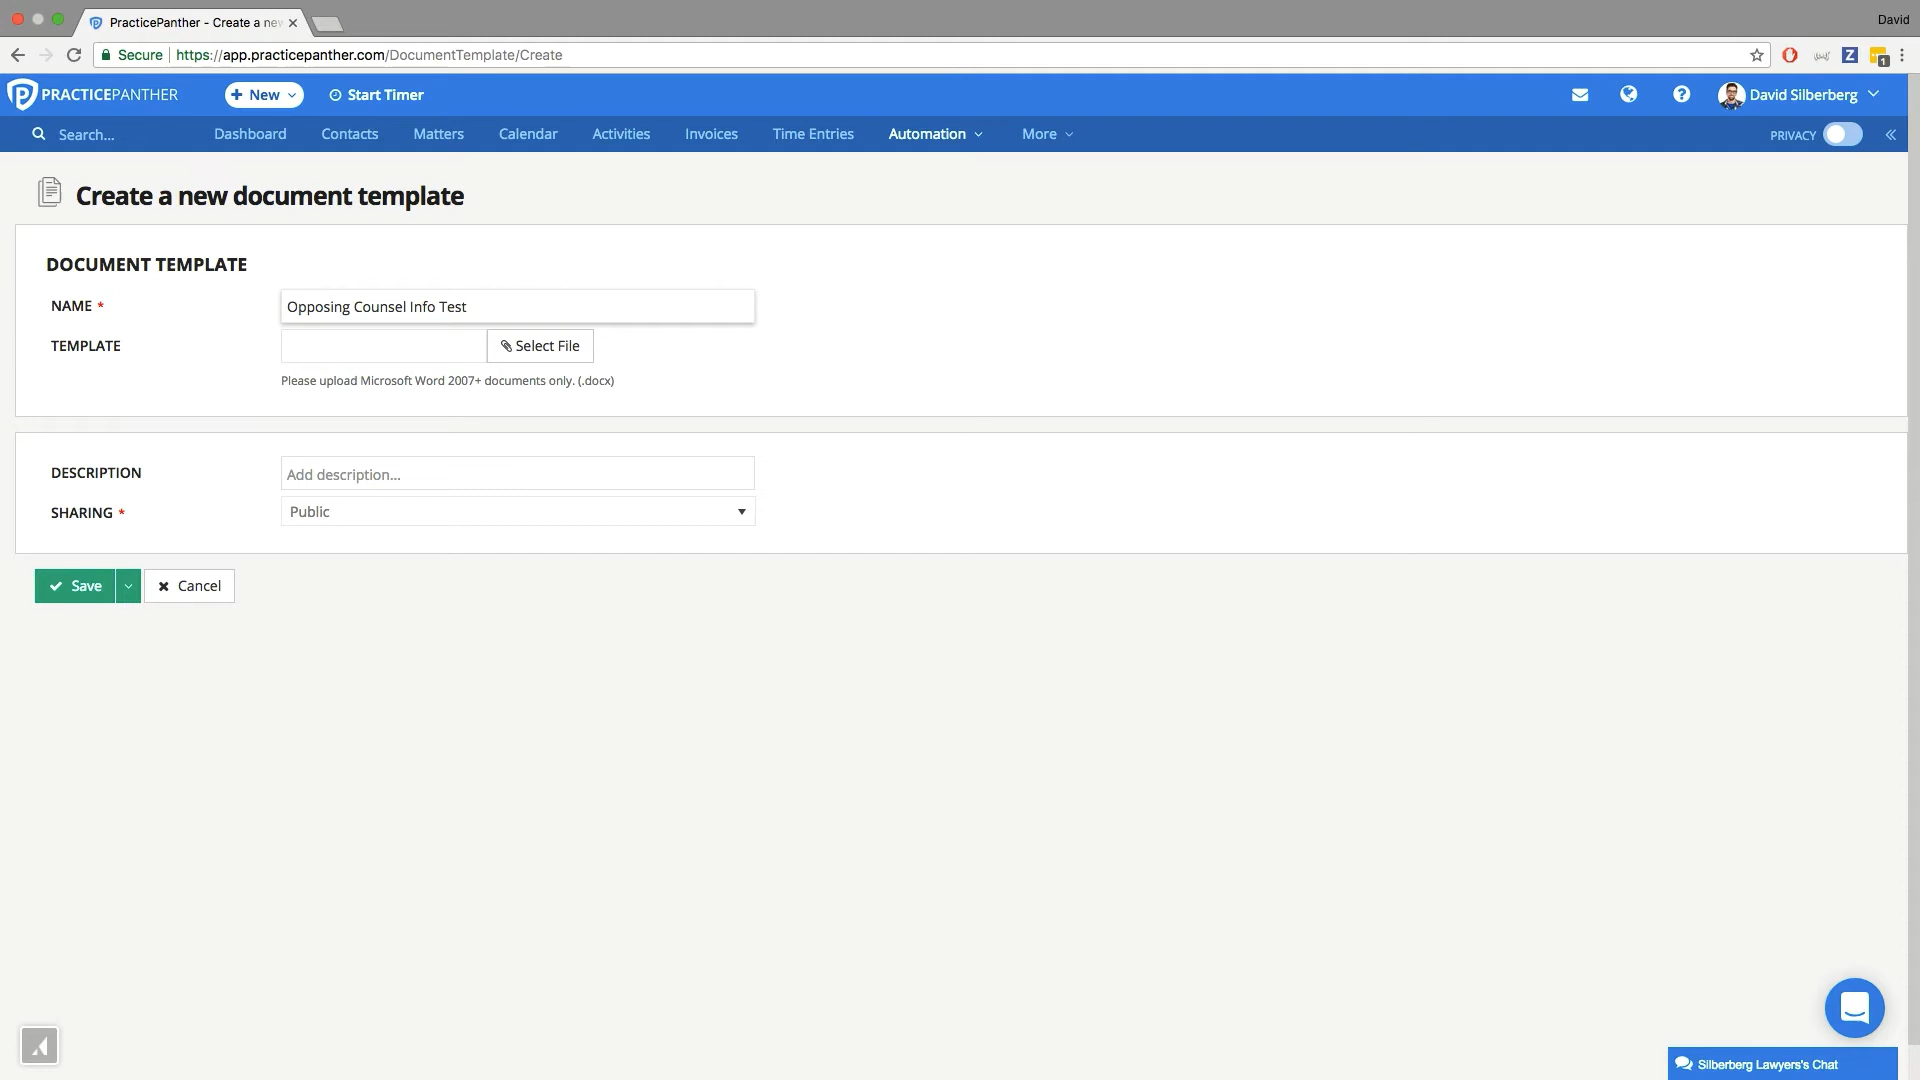 David
PracticePanther - Create a new
Secure https://app.practicepanther.com/DocumentTemplate/Create
1
PRACTICEPANTHER New Start Timer David Silberberg
Search... Dashboard Contacts Matters Calendar Activities Invoices Time Entries Automation More PRIVACY
Create a new document template
DOCUMENT TEMPLATE
NAME * Opposing Counsel Info Test
TEMPLATE Select File
Please upload Microsoft Word 2007+ documents only. (.docx)
DESCRIPTION Add description...
SHARING * Public
Save Cancel
Silberberg Lawyers's Chat